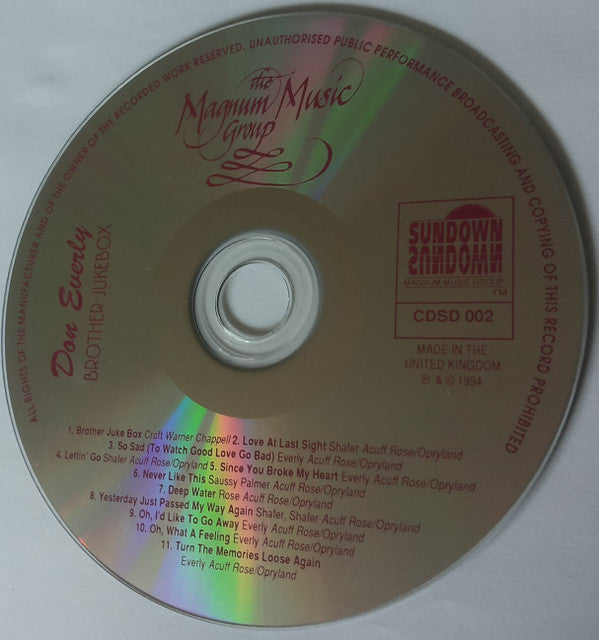 ALL RIGHTS OF THE MANUFACTURER AND OF THE OWNER OF THE RECORDED WORK RESERVED. UNAUTHORISED PUBLIC PERFORMANCE BROADCASTING AND COPYING OF THIS RECORD PROHIBITED
the
Magnum Music
Group
Don Everly
BROTHER JUKEBOX
SUNDOWN
SUNDOWN
MAGNUM MUSIC GROUP
TM
CDSD 002
MADE IN THE
UNITED KINGDOM
℗ & © 1994
1. Brother Juke Box Craft Warner Chappell 2. Love At Last Sight Shafer Acuff Rose/Opryland
3. So Sad (To Watch Good Love Go Bad) Everly Acuff Rose/Opryland
4. Lettin' Go Shafer Acuff Rose/Opryland 5. Since You Broke My Heart Everly Acuff Rose/Opryland
6. Never Like This Saussy Palmer Acuff Rose/Opryland
7. Deep Water Rose Acuff Rose/Opryland
8. Yesterday Just Passed My Way Again Shafer, Shafer Acuff Rose/Opryland
9. Oh, I'd Like To Go Away Everly Acuff Rose/Opryland
10. Oh, What A Feeling Everly Acuff Rose/Opryland
11. Turn The Memories Loose Again
Everly Acuff Rose/Opryland